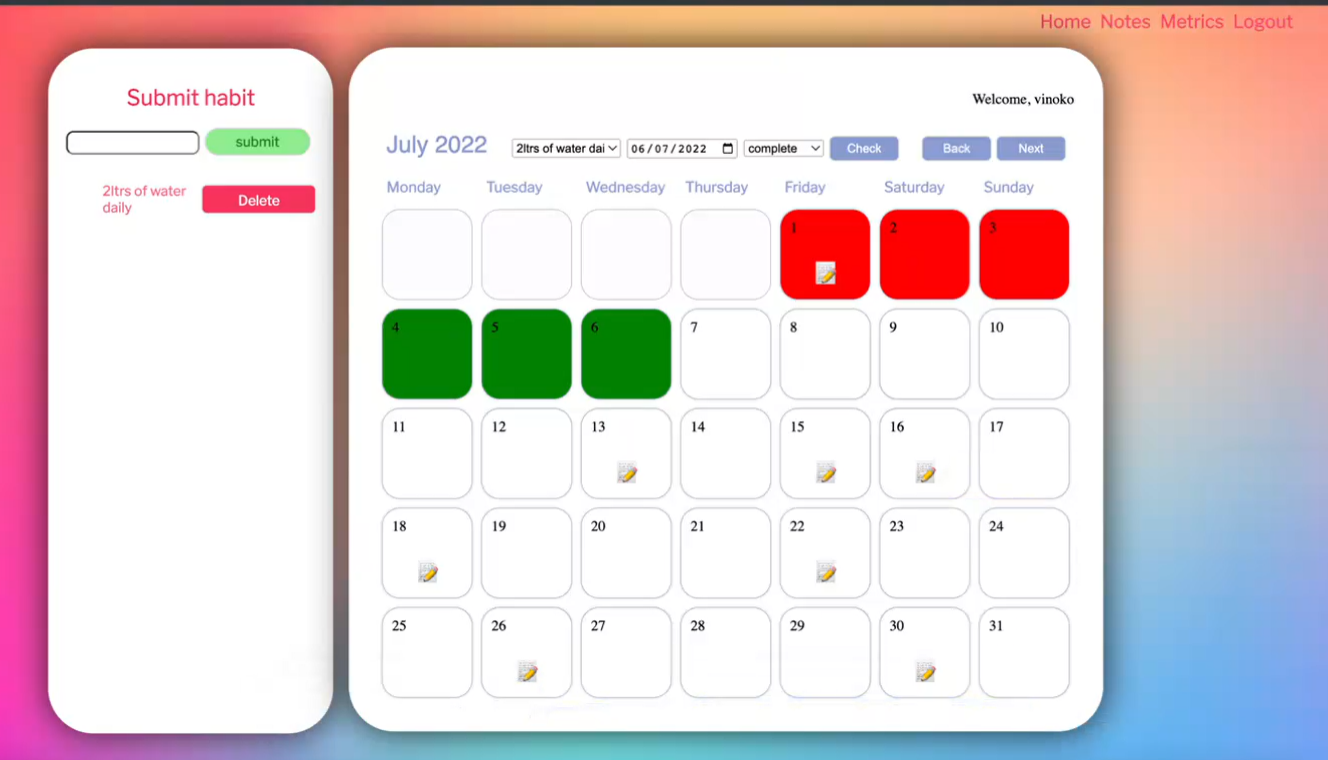 Home Notes Metrics Logout
Submit habit
submit
2ltrs of water
daily
Delete
Welcome, vinoko
July 2022 2ltrs of water dai 06/07/2022 complete Check Back Next
Monday Tuesday Wednesday Thursday Friday Saturday Sunday
1 2 3
4 5 6 7 8 9 10
11 12 13 14 15 16 17
18 19 20 21 22 23 24
25 26 27 28 29 30 31